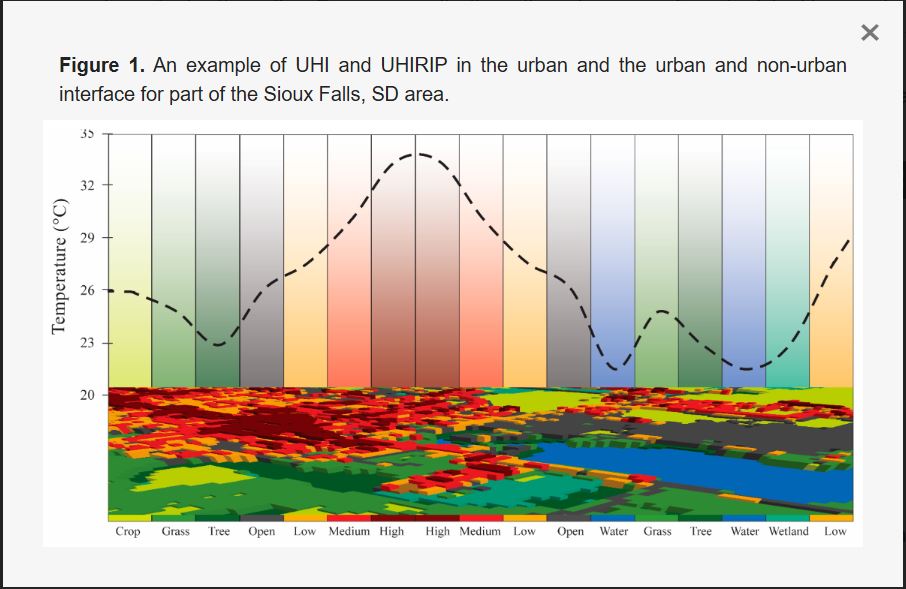 ×
Figure 1. An example of UHI and UHIRIP in the urban and the urban and non-urban
interface for part of the Sioux Falls, SD area.
35
32
29
26
23
20
Temperature (°C)
Crop Grass Tree Open Low Medium High High Medium Low Open Water Grass Tree Water Wetland Low